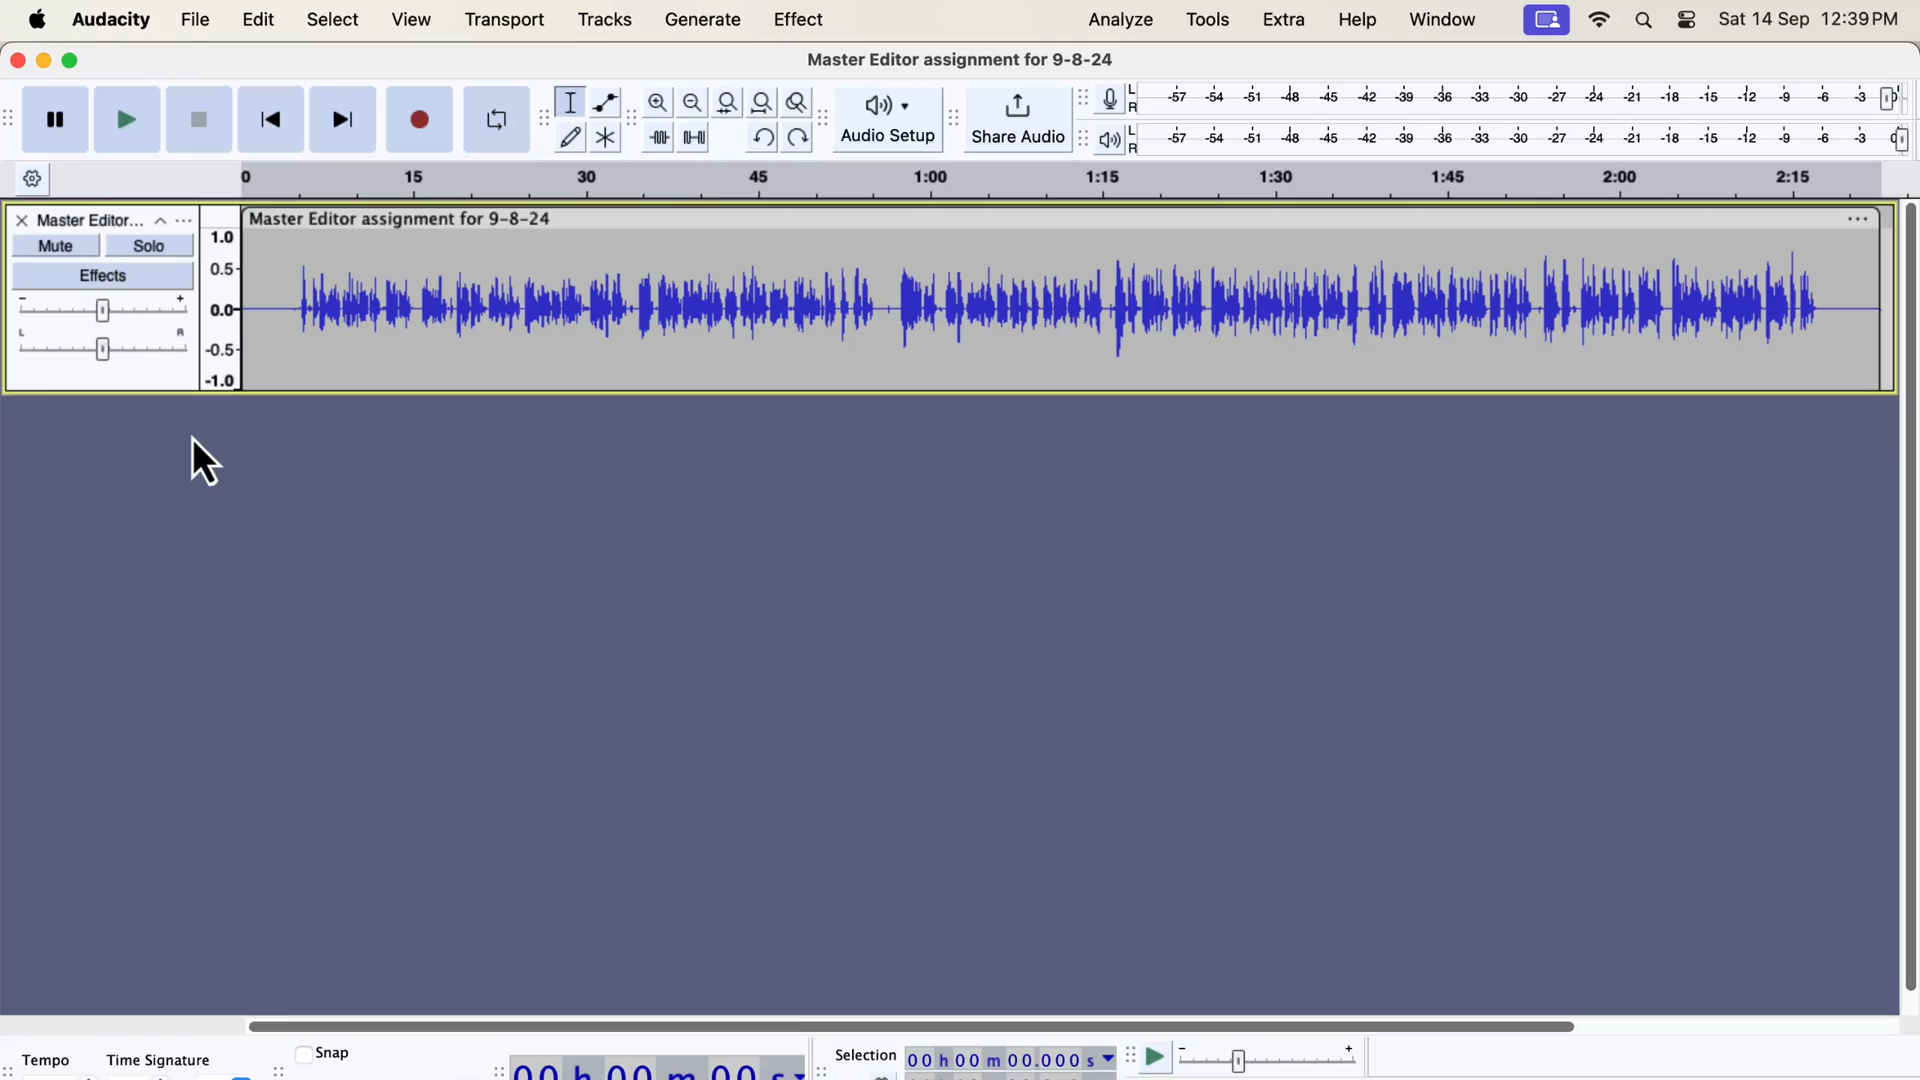 Audacity File Edit Select View Transport Tracks Generate Effect Analyze Tools Extra Help Window Sat 14 Sep 12:39 PM
Master Editor assignment for 9-8-24
Audio Setup
Share Audio
L R -57 -54 -51 -48 -45 -42 -39 -36 -33 -30 -27 -24 -21 -18 -15 -12 -9 -6 -3 0
L R -57 -54 -51 -48 -45 -42 -39 -36 -33 -30 -27 -24 -21 -18 -15 -12 -9 -6 -3 0
0 15 30 45 1:00 1:15 1:30 1:45 2:00 2:15
Master Editor... Master Editor assignment for 9-8-24
Mute Solo
Effects
- +
L R
1.0
0.5
0.0
-0.5
-1.0
Tempo Time Signature Snap
00 h 00 m 00 s
Selection 00 h 00 m 00.000 s
- +